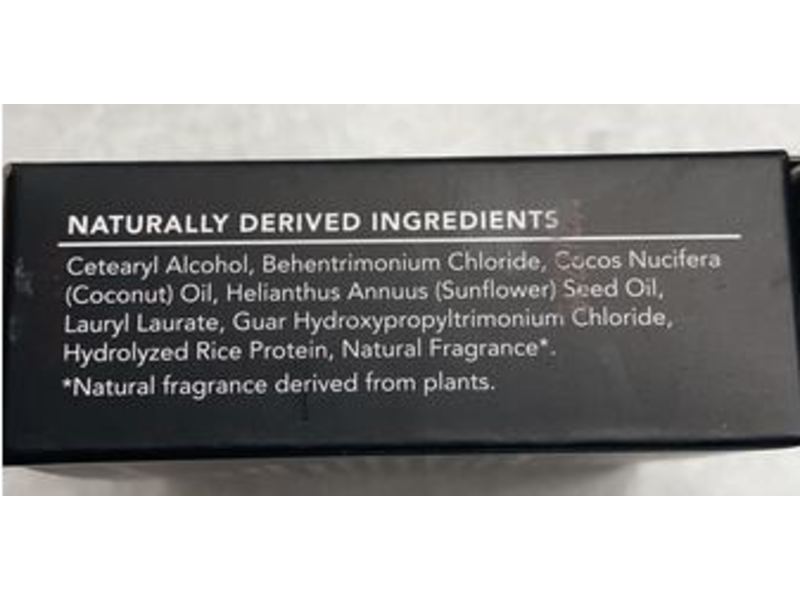 NATURALLY DERIVED INGREDIENTS
Cetearyl Alcohol, Behentrimonium Chloride, Cocos Nucifera
(Coconut) Oil, Helianthus Annuus (Sunflower) Seed Oil,
Lauryl Laurate, Guar Hydroxypropyltrimonium Chloride,
Hydrolyzed Rice Protein, Natural Fragrance*.
*Natural fragrance derived from plants.